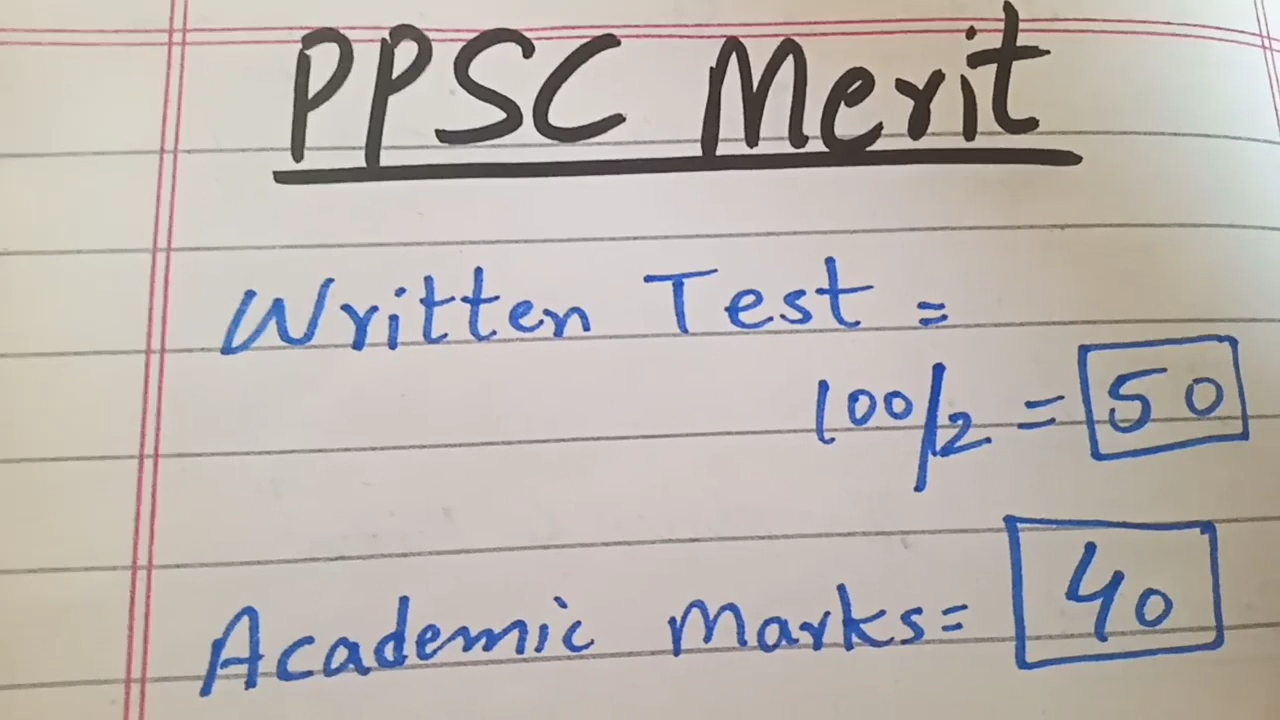 PPSC Merit
Written Test =
100/2 = 50
Academic Marks= 40